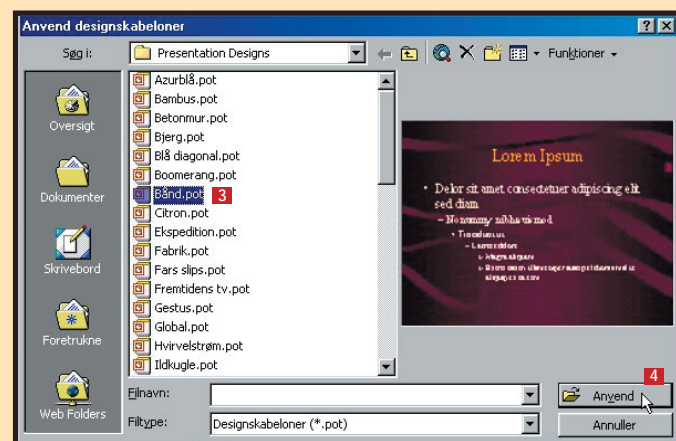 Anvend designskabeloner
Søg i: Presentation Designs Funktioner
Oversigt
Dokumenter
Skrivebord
Foretrukne
Web Folders
Azurblå.pot
Bambus.pot
Betonmur.pot
Bjerg.pot
Blå diagonal.pot
Boomerang.pot
Bånd.pot 3
Citron.pot
Ekspedition.pot
Fabrik.pot
Fars slips.pot
Fremtidens tv.pot
Gestus.pot
Global.pot
Hvirvelstrøm.pot
Ildkugle.pot
Lorem Ipsum
• Delor sit amet consectetuer adipiscing elit
sed diam
– Nonummy nibh
Filnavn:
4
Anvend
Filtype: Designskabeloner (*.pot)
Annuller